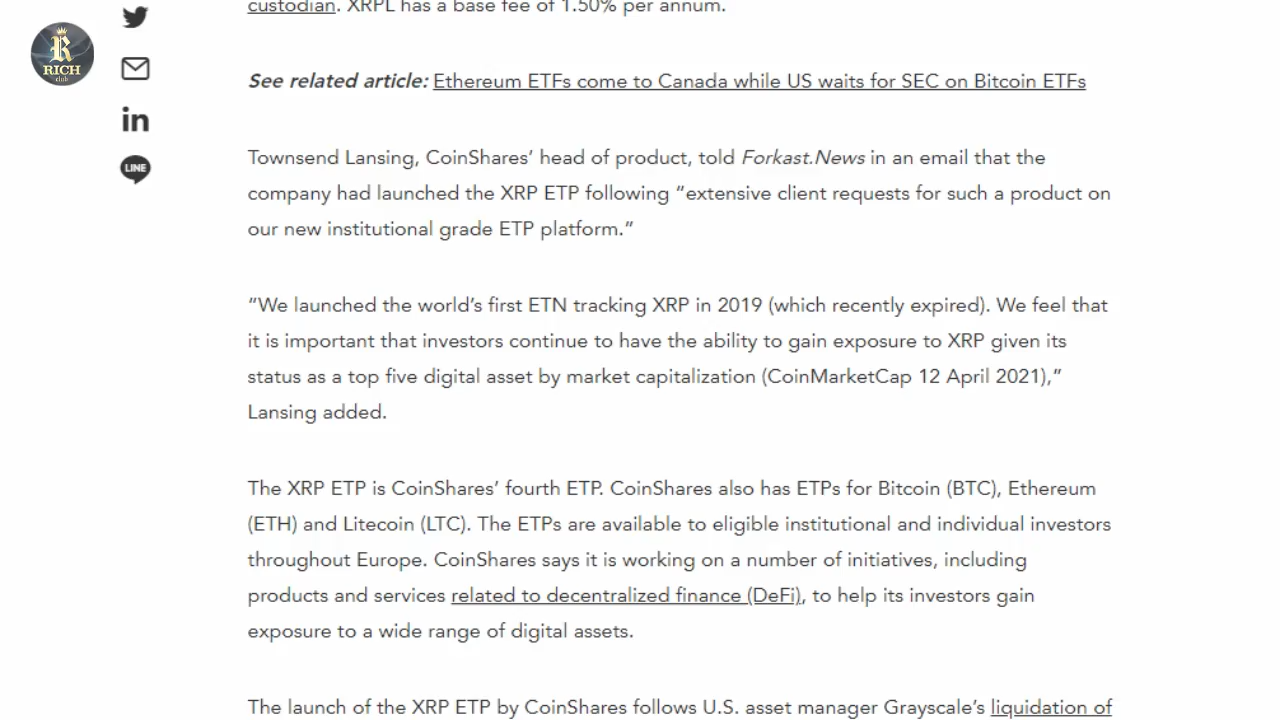 custodian. XRPL has a base fee of 1.50% per annum.
R
RICH
club
See related article: Ethereum ETFs come to Canada while US waits for SEC on Bitcoin ETFs
in
LINE
Townsend Lansing, CoinShares’ head of product, told Forkast.News in an email that the
company had launched the XRP ETP following “extensive client requests for such a product on
our new institutional grade ETP platform.”
“We launched the world’s first ETN tracking XRP in 2019 (which recently expired). We feel that
it is important that investors continue to have the ability to gain exposure to XRP given its
status as a top five digital asset by market capitalization (CoinMarketCap 12 April 2021),”
Lansing added.
The XRP ETP is CoinShares’ fourth ETP. CoinShares also has ETPs for Bitcoin (BTC), Ethereum
(ETH) and Litecoin (LTC). The ETPs are available to eligible institutional and individual investors
throughout Europe. CoinShares says it is working on a number of initiatives, including
products and services related to decentralized finance (DeFi), to help its investors gain
exposure to a wide range of digital assets.
The launch of the XRP ETP by CoinShares follows U.S. asset manager Grayscale’s liquidation of